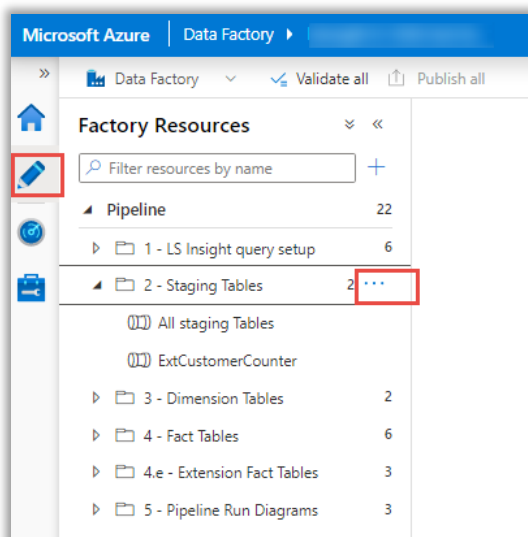 Microsoft Azure Data Factory
Data Factory Validate all Publish all
Factory Resources
Filter resources by name
Pipeline 22
1 - LS Insight query setup 6
2 - Staging Tables 2 ...
All staging Tables
ExtCustomerCounter
3 - Dimension Tables 2
4 - Fact Tables 6
4.e - Extension Fact Tables 3
5 - Pipeline Run Diagrams 3